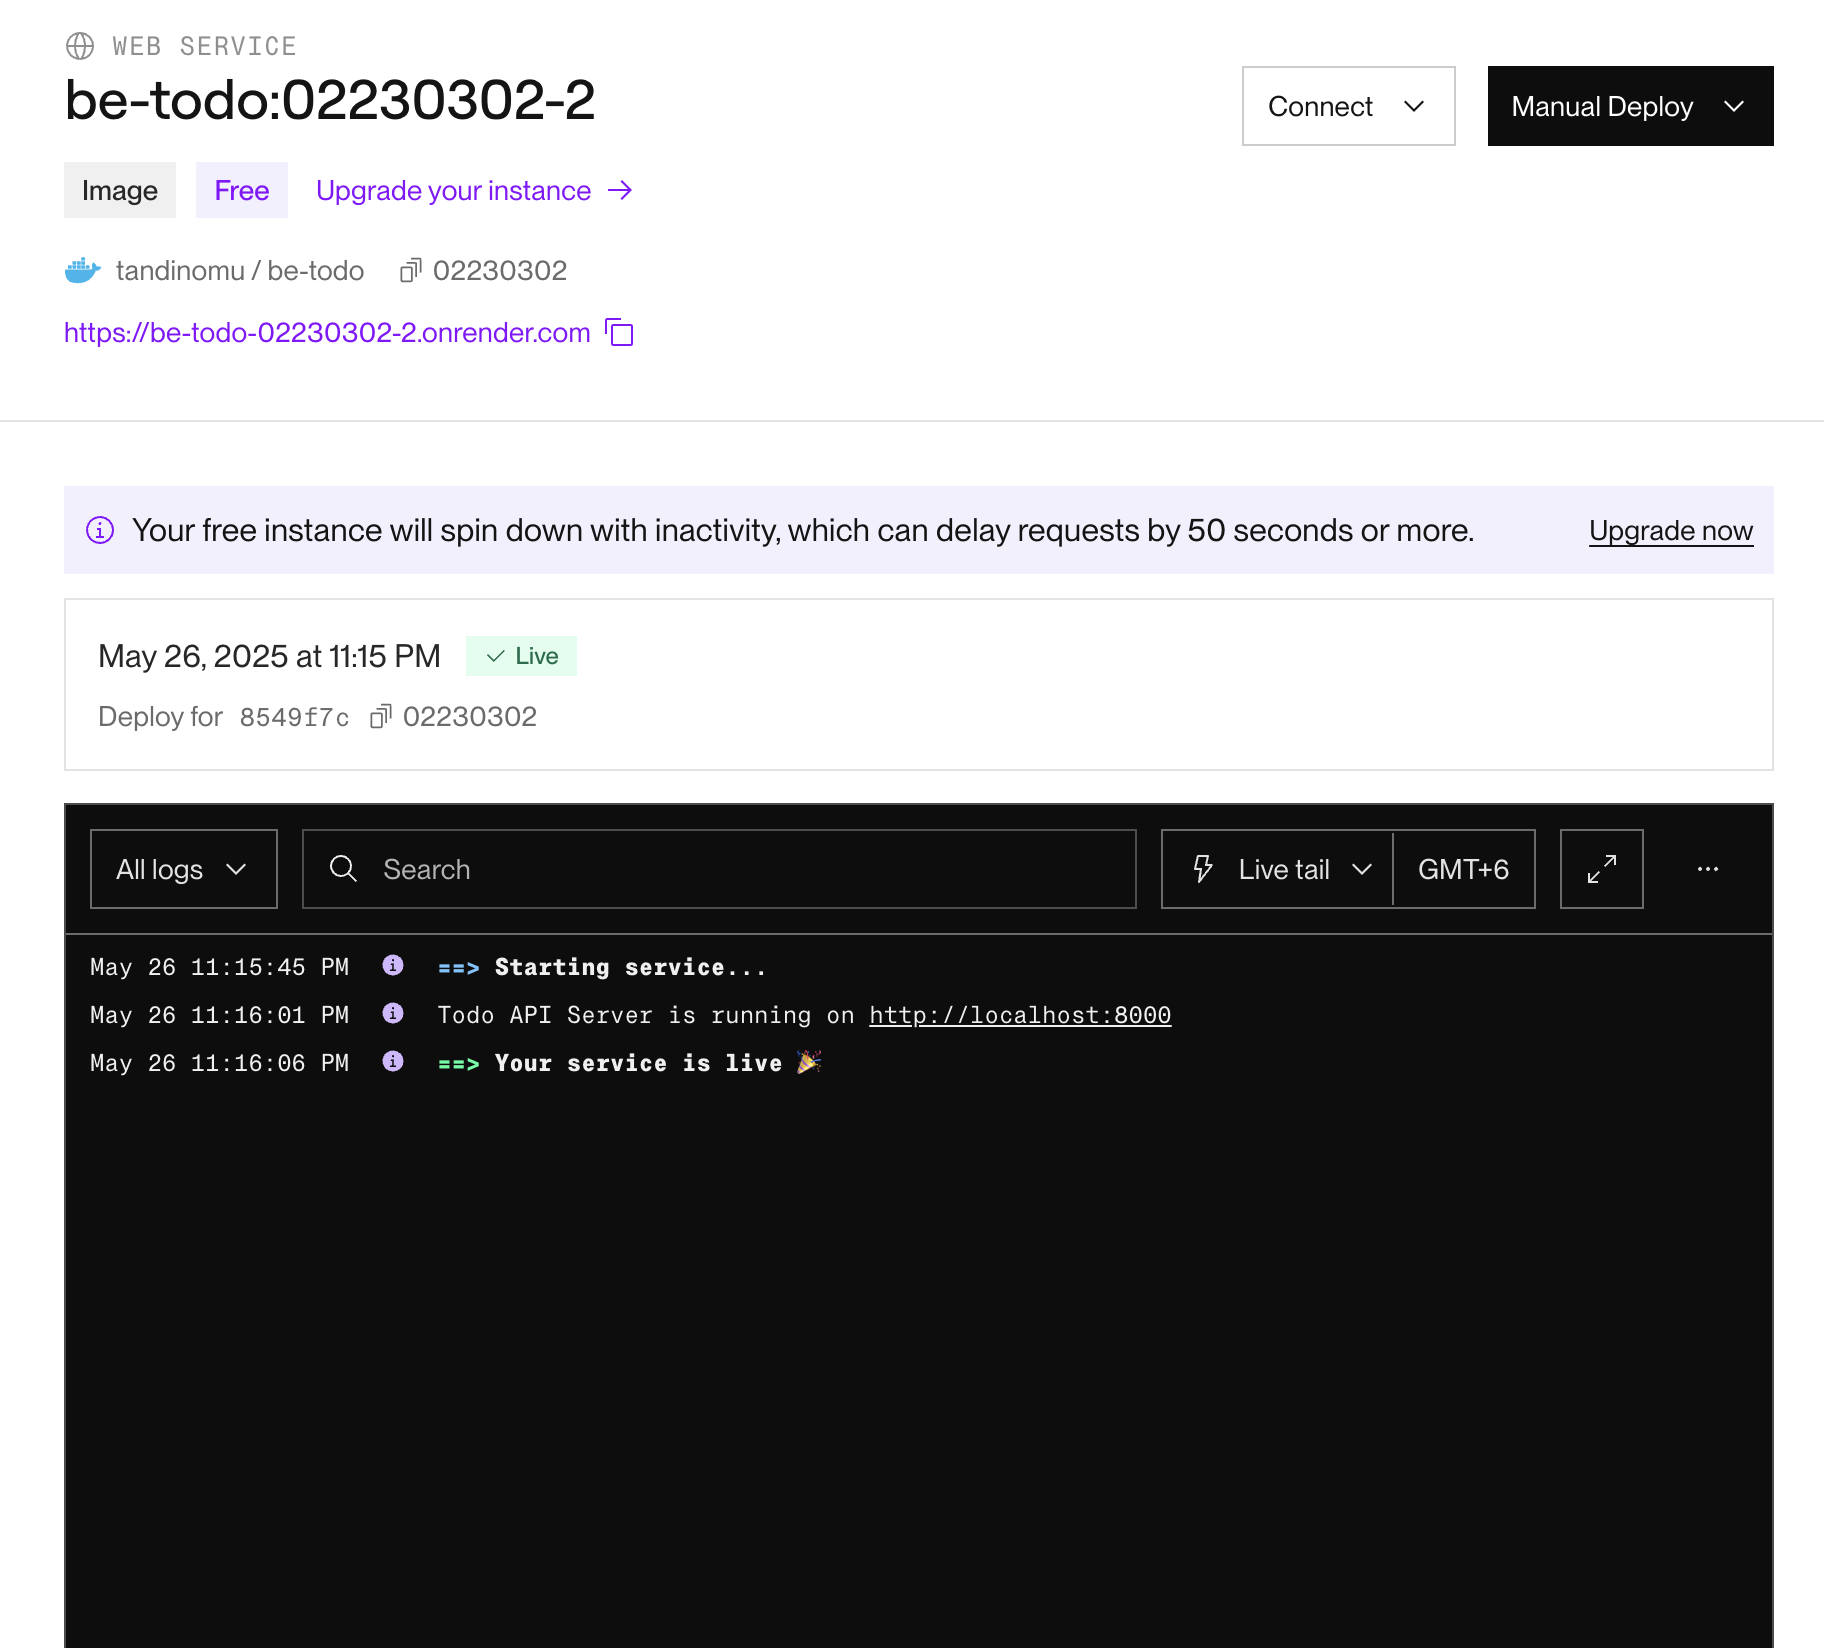 WEB SERVICE
be-todo:02230302-2
Connect
Manual Deploy
Image
Free
Upgrade your instance →
tandinomu / be-todo
02230302
https://be-todo-02230302-2.onrender.com
Your free instance will spin down with inactivity, which can delay requests by 50 seconds or more.
Upgrade now
May 26, 2025 at 11:15 PM
Live
Deploy for 8549f7c 02230302
All logs
Search
Live tail
GMT+6
May 26 11:15:45 PM ==> Starting service...
May 26 11:16:01 PM Todo API Server is running on http://localhost:8000
May 26 11:16:06 PM ==> Your service is live 🎉